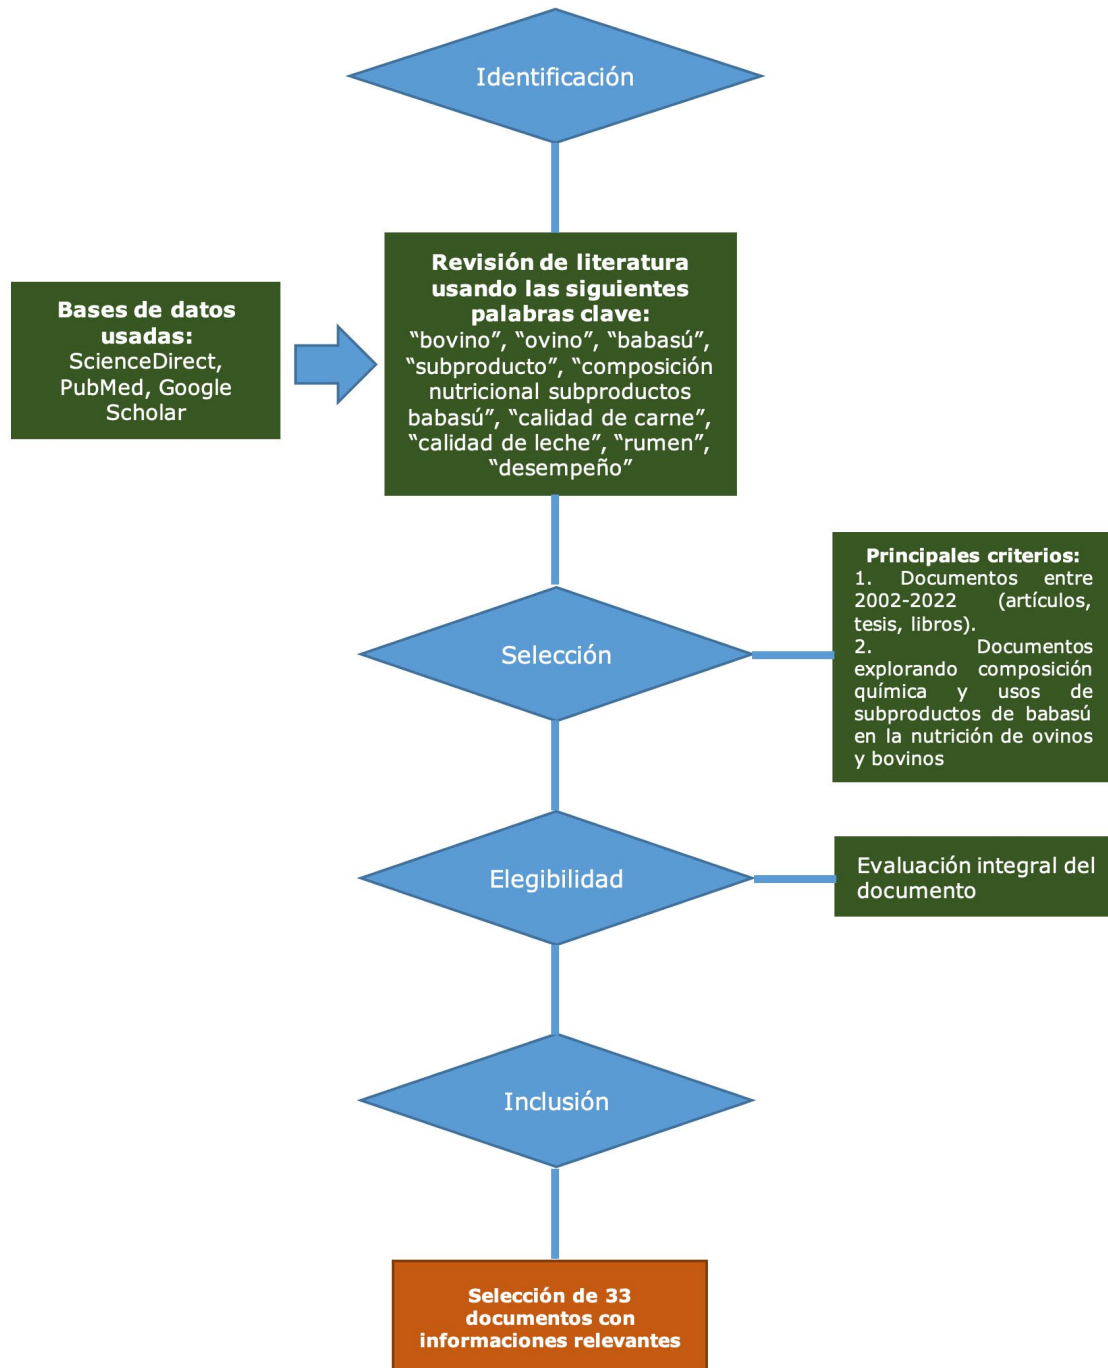 Identificación
Bases de datos
usadas:
ScienceDirect,
PubMed, Google
Scholar
Revisión de literatura
usando las siguientes
palabras clave:
“bovino”, “ovino”, “babasú”,
“subproducto”, “composición
nutricional subproductos
babasú”, “calidad de carne”,
“calidad de leche”, “rumen”,
“desempeño”
Selección
Principales criterios:
1. Documentos entre
2002-2022 (artículos,
tesis, libros).
2. Documentos
explorando composición
química y usos de
subproductos de babasú
en la nutrición de ovinos
y bovinos
Elegibilidad
Evaluación integral del
documento
Inclusión
Selección de 33
documentos con
informaciones relevantes